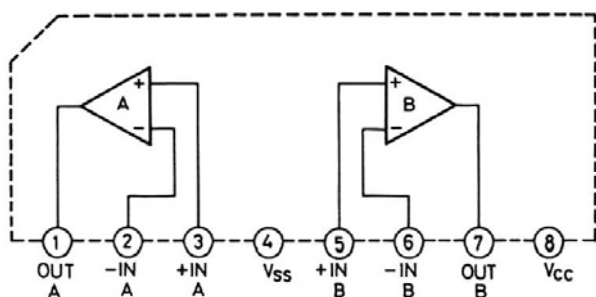 +
A
−
+
B
−
1 2 3 4 5 6 7 8
OUT −IN +IN VSS +IN −IN OUT VCC
A A A B B B